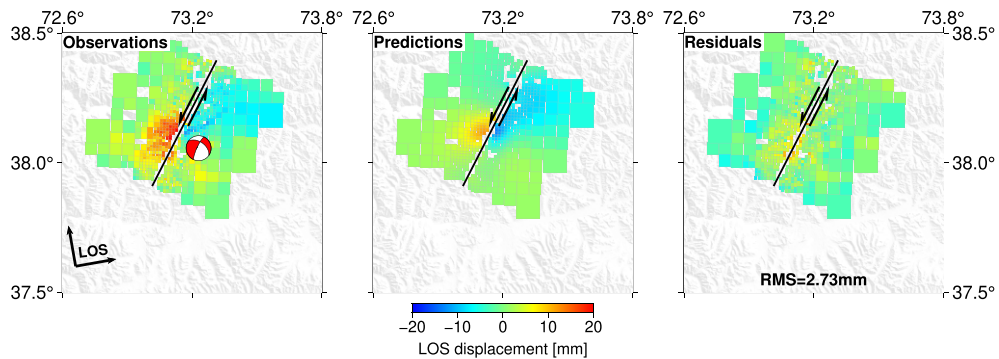 72.6° 73.2° 73.8° 72.6° 73.2° 73.8° 72.6° 73.2° 73.8°
38.5° Observations Predictions Residuals 38.5°
38.0° 38.0°
LOS
RMS=2.73mm
37.5° 37.5°
−20 −10 0 10 20
LOS displacement [mm]